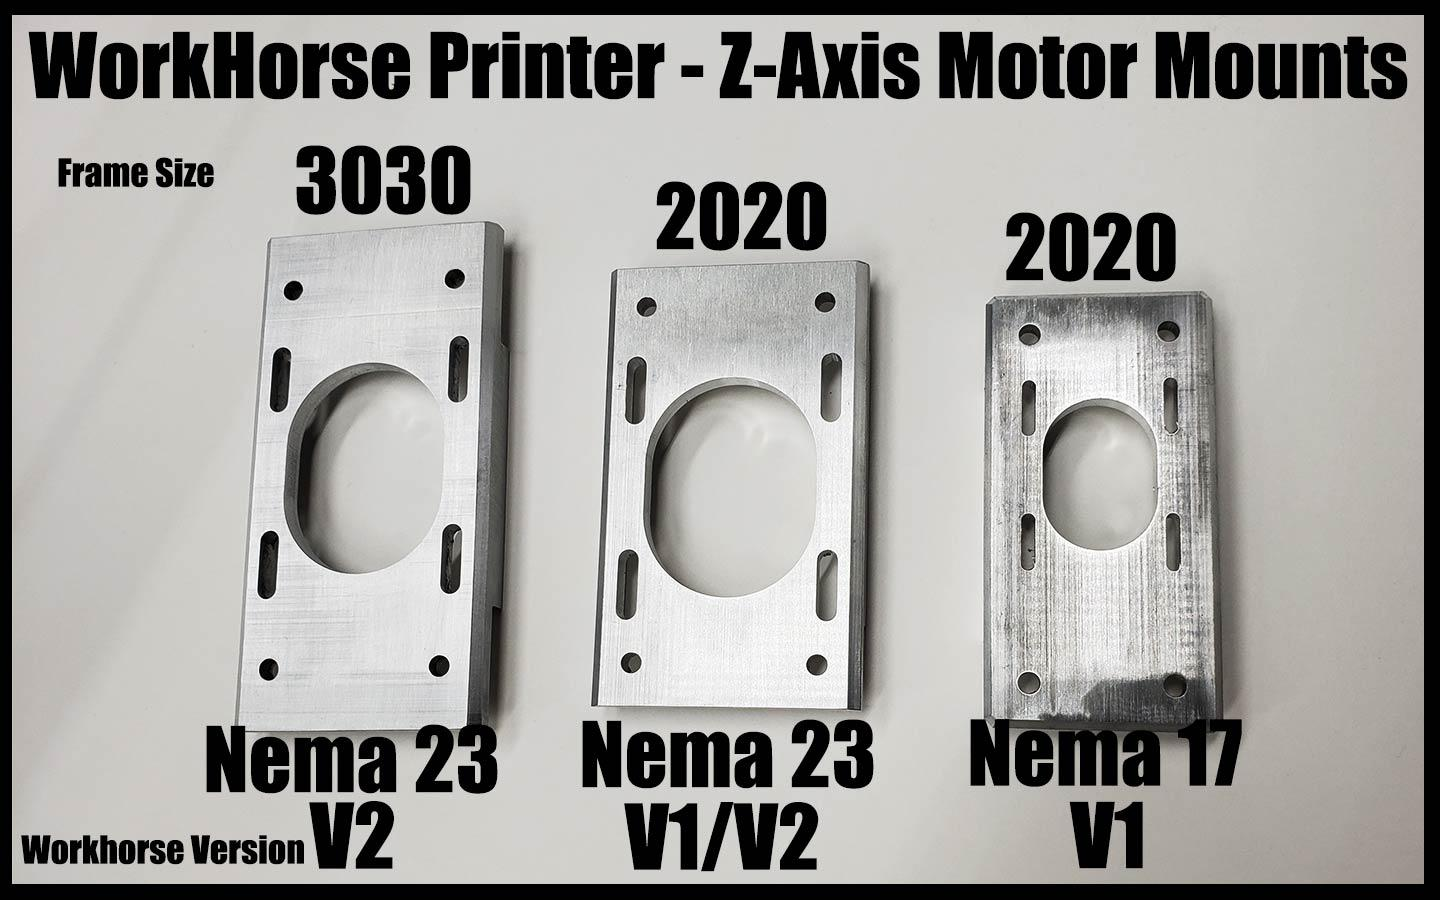 WorkHorse Printer - Z-Axis Motor Mounts
Frame Size 3030 2020 2020
Nema 23 Nema 23 Nema 17
Workhorse Version V2 V1/V2 V1